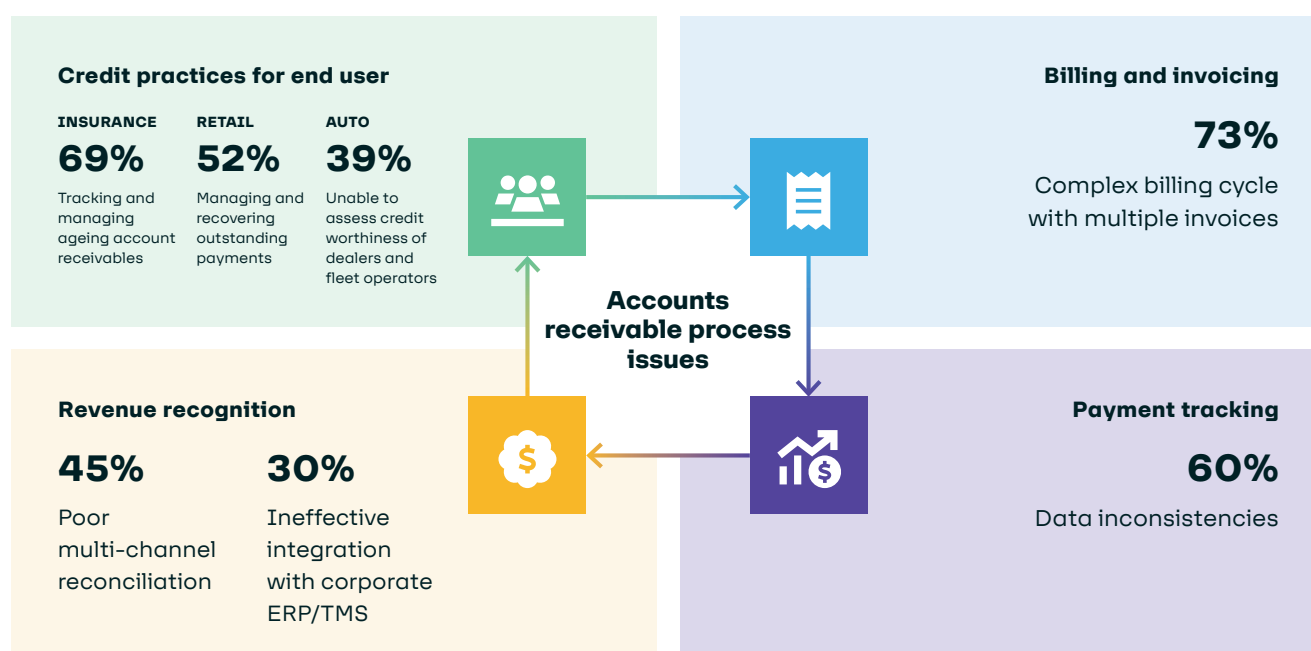 Credit practices for end user
INSURANCE
69%
Tracking and
managing
ageing account
receivables
RETAIL
52%
Managing and
recovering
outstanding
payments
AUTO
39%
Unable to
assess credit
worthiness of
dealers and
fleet operators
Billing and invoicing
73%
Complex billing cycle
with multiple invoices
Accounts
receivable process
issues
Revenue recognition
45%
Poor
multi-channel
reconciliation
30%
Ineffective
integration
with corporate
ERP/TMS
Payment tracking
60%
Data inconsistencies
$
$